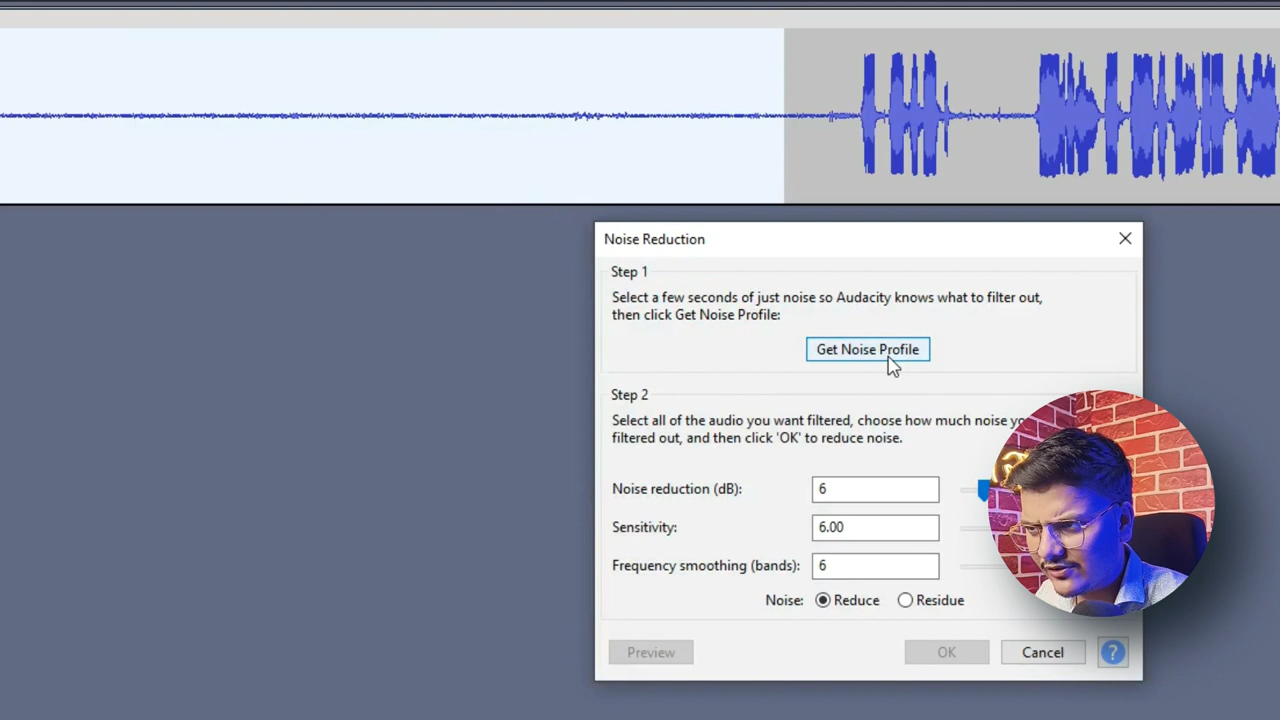 Noise Reduction
Step 1
Select a few seconds of just noise so Audacity knows what to filter out,
then click Get Noise Profile:
Get Noise Profile
Step 2
Select all of the audio you want filtered, choose how much noise
filtered out, and then click 'OK' to reduce noise.
Noise reduction (dB): 6
Sensitivity: 6.00
Frequency smoothing (bands): 6
Noise: Reduce Residue
Preview OK Cancel ?